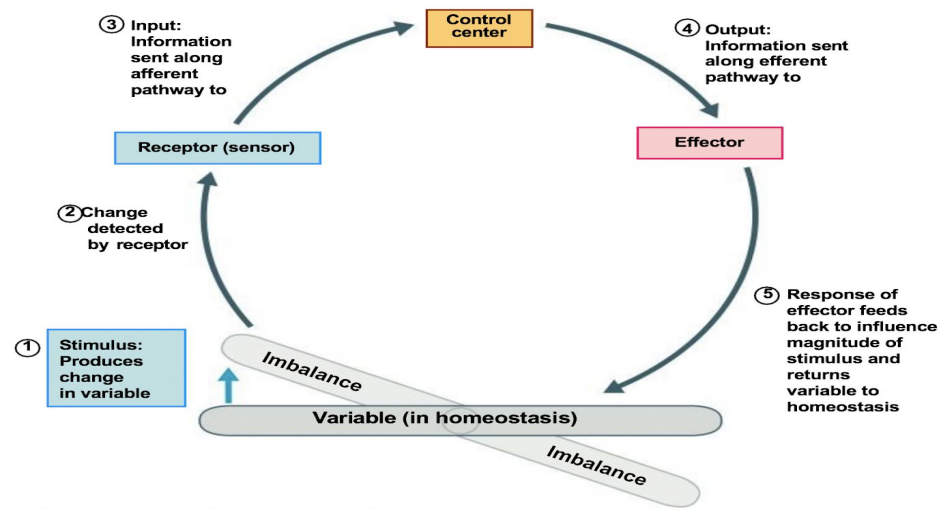 3 Input:
Information
sent along
afferent
pathway to
Control
center
4 Output:
Information sent
along efferent
pathway to
Receptor (sensor)
Effector
2 Change
detected
by receptor
5 Response of
effector feeds
back to influence
magnitude of
stimulus and
returns
variable to
homeostasis
1 Stimulus:
Produces
change
in variable
Imbalance
Variable (in homeostasis)
Imbalance